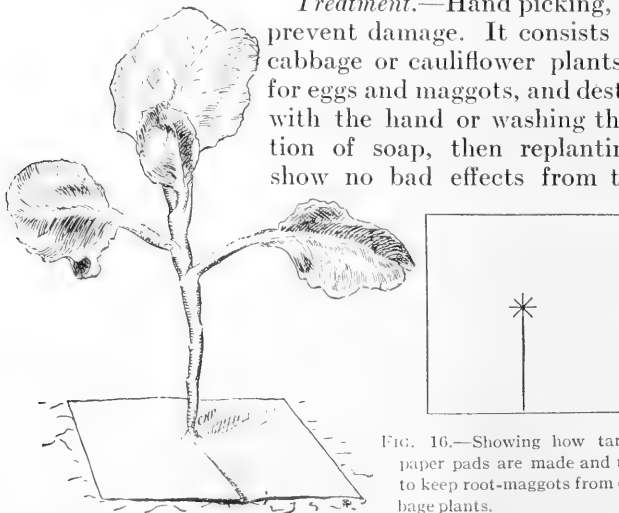 Treatment.—Hand picking,
prevent damage. It consists
cabbage or cauliflower plants
for eggs and maggots, and dest
with the hand or washing th
tion of soap, then replantin
show no bad effects from t
FIG. 16.—Showing how tar
paper pads are made and
to keep root-maggots from
bage plants.